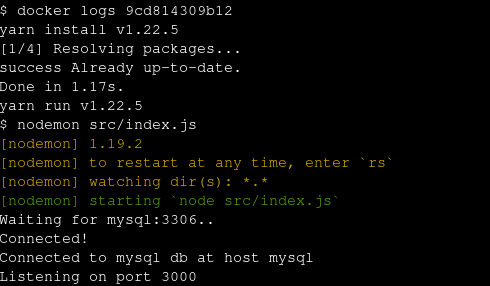 $ docker logs 9cd814309b12
yarn install v1.22.5
[1/4] Resolving packages...
success Already up-to-date.
Done in 1.17s.
yarn run v1.22.5
$ nodemon src/index.js
[nodemon] 1.19.2
[nodemon] to restart at any time, enter `rs`
[nodemon] watching dir(s): *.*
[nodemon] starting `node src/index.js`
Waiting for mysql:3306..
Connected!
Connected to mysql db at host mysql
Listening on port 3000